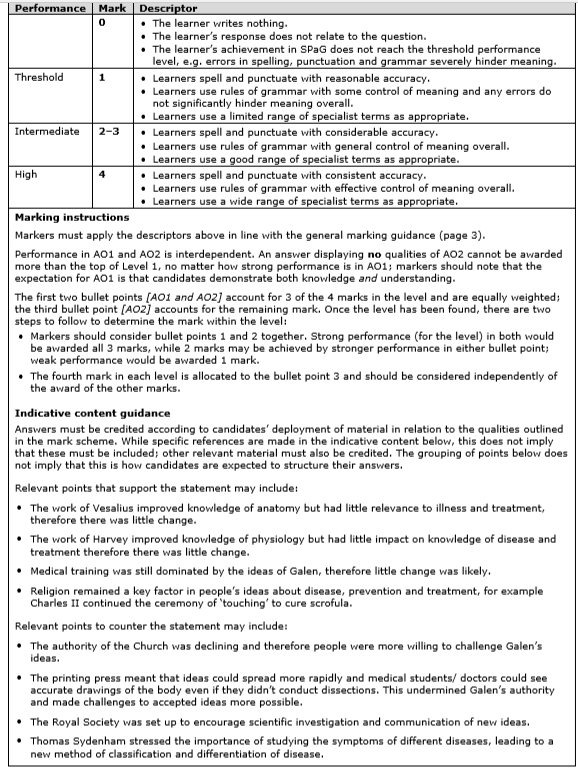 Performance Mark Descriptor
0 • The learner writes nothing.
• The learner's response does not relate to the question.
• The learner's achievement in SPaG does not reach the threshold performance
level, e.g. errors in spelling, punctuation and grammar severely hinder meaning.
Threshold 1 • Learners spell and punctuate with reasonable accuracy.
• Learners use rules of grammar with some control of meaning and any errors do
not significantly hinder meaning overall.
• Learners use a limited range of specialist terms as appropriate.
Intermediate 2–3 • Learners spell and punctuate with considerable accuracy.
• Learners use rules of grammar with general control of meaning overall.
• Learners use a good range of specialist terms as appropriate.
High 4 • Learners spell and punctuate with consistent accuracy.
• Learners use rules of grammar with effective control of meaning overall.
• Learners use a wide range of specialist terms as appropriate.
Marking instructions
Markers must apply the descriptors above in line with the general marking guidance (page 3).
Performance in AO1 and AO2 is interdependent. An answer displaying no qualities of AO2 cannot be awarded
more than the top of Level 1, no matter how strong performance is in AO1; markers should note that the
expectation for AO1 is that candidates demonstrate both knowledge and understanding.
The first two bullet points [AO1 and AO2] account for 3 of the 4 marks in the level and are equally weighted;
the third bullet point [AO2] accounts for the remaining mark. Once the level has been found, there are two
steps to follow to determine the mark within the level:
• Markers should consider bullet points 1 and 2 together. Strong performance (for the level) in both would
be awarded all 3 marks, while 2 marks may be achieved by stronger performance in either bullet point;
weak performance would be awarded 1 mark.
• The fourth mark in each level is allocated to the bullet point 3 and should be considered independently of
the award of the other marks.
Indicative content guidance
Answers must be credited according to candidates' deployment of material in relation to the qualities outlined
in the mark scheme. While specific references are made in the indicative content below, this does not imply
that these must be included; other relevant material must also be credited. The grouping of points below does
not imply that this is how candidates are expected to structure their answers.
Relevant points that support the statement may include:
• The work of Vesalius improved knowledge of anatomy but had little relevance to illness and treatment,
therefore there was little change.
• The work of Harvey improved knowledge of physiology but had little impact on knowledge of disease and
treatment therefore there was little change.
• Medical training was still dominated by the ideas of Galen, therefore little change was likely.
• Religion remained a key factor in people's ideas about disease, prevention and treatment, for example
Charles II continued the ceremony of 'touching' to cure scrofula.
Relevant points to counter the statement may include:
• The authority of the Church was declining and therefore people were more willing to challenge Galen's
ideas.
• The printing press meant that ideas could spread more rapidly and medical students/ doctors could see
accurate drawings of the body even if they didn't conduct dissections. This undermined Galen's authority
and made challenges to accepted ideas more possible.
• The Royal Society was set up to encourage scientific investigation and communication of new ideas.
• Thomas Sydenham stressed the importance of studying the symptoms of different diseases, leading to a
new method of classification and differentiation of disease.